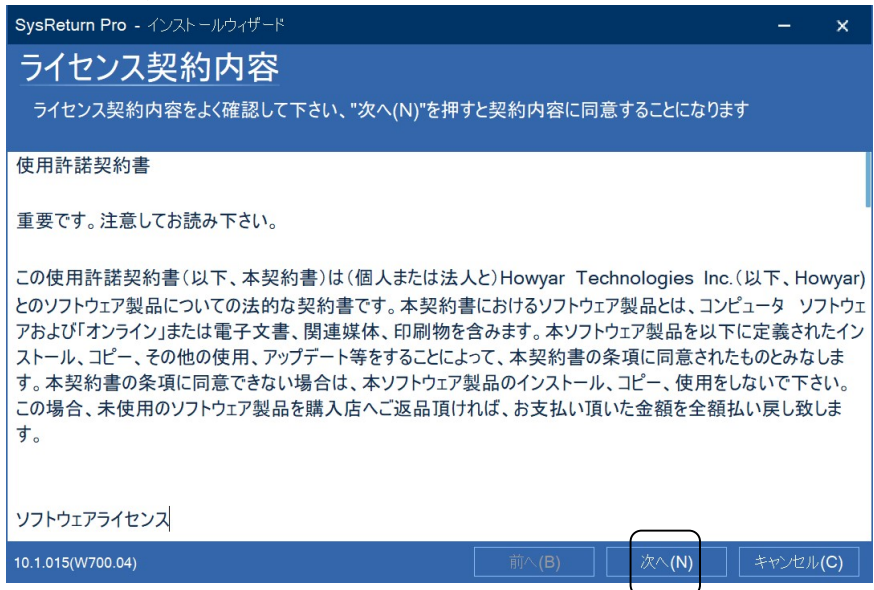 SysReturn Pro - インストールウィザード
ライセンス契約内容
ライセンス契約内容をよく確認して下さい、"次へ(N)"を押すと契約内容に同意することになります
使用許諾契約書
重要です。注意してお読み下さい。
この使用許諾契約書（以下、本契約書）は（個人または法人と）Howyar Technologies Inc.（以下、Howyar）
とのソフトウェア製品についての法的な契約書です。本契約書におけるソフトウェア製品とは、コンピュータ ソフトウェ
アおよび「オンライン」または電子文書、関連媒体、印刷物を含みます。本ソフトウェア製品を以下に定義されたイン
ストール、コピー、その他の使用、アップデート等をすることによって、本契約書の条項に同意されたものとみなしま
す。本契約書の条項に同意できない場合は、本ソフトウェア製品のインストール、コピー、使用をしないで下さい。
この場合、未使用のソフトウェア製品を購入店へご返品頂ければ、お支払い頂いた金額を全額払い戻し致しま
す。
ソフトウェアライセンス
10.1.015(W700.04) 前へ(B) 次へ(N) キャンセル(C)